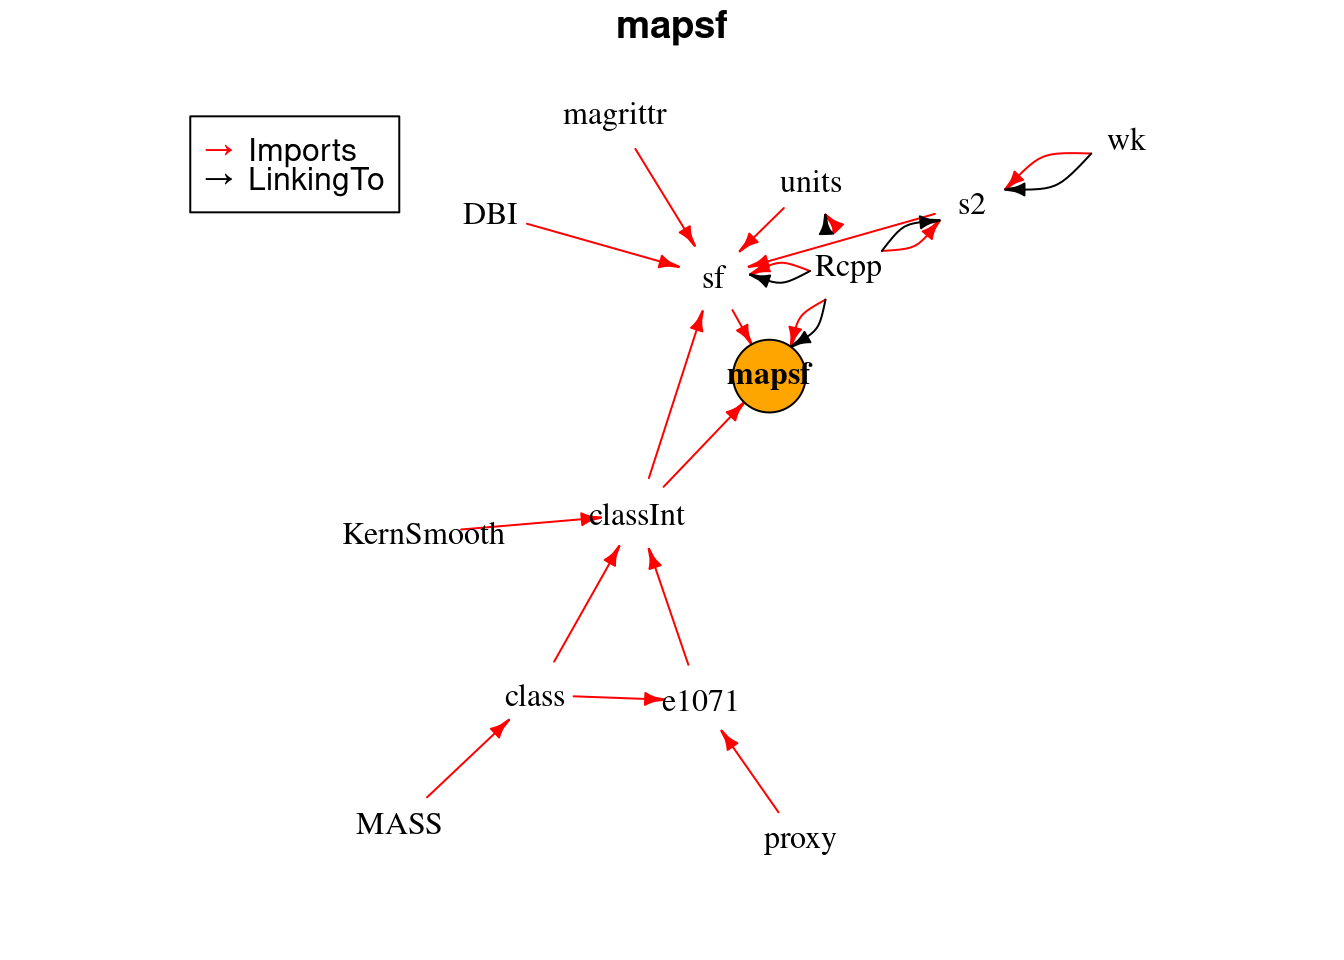 mapsf
magrittr
→ Imports
→ LinkingTo
wk
units
DBI
s2
Rcpp
sf
mapsf
classInt
KernSmooth
class
e1071
MASS
proxy